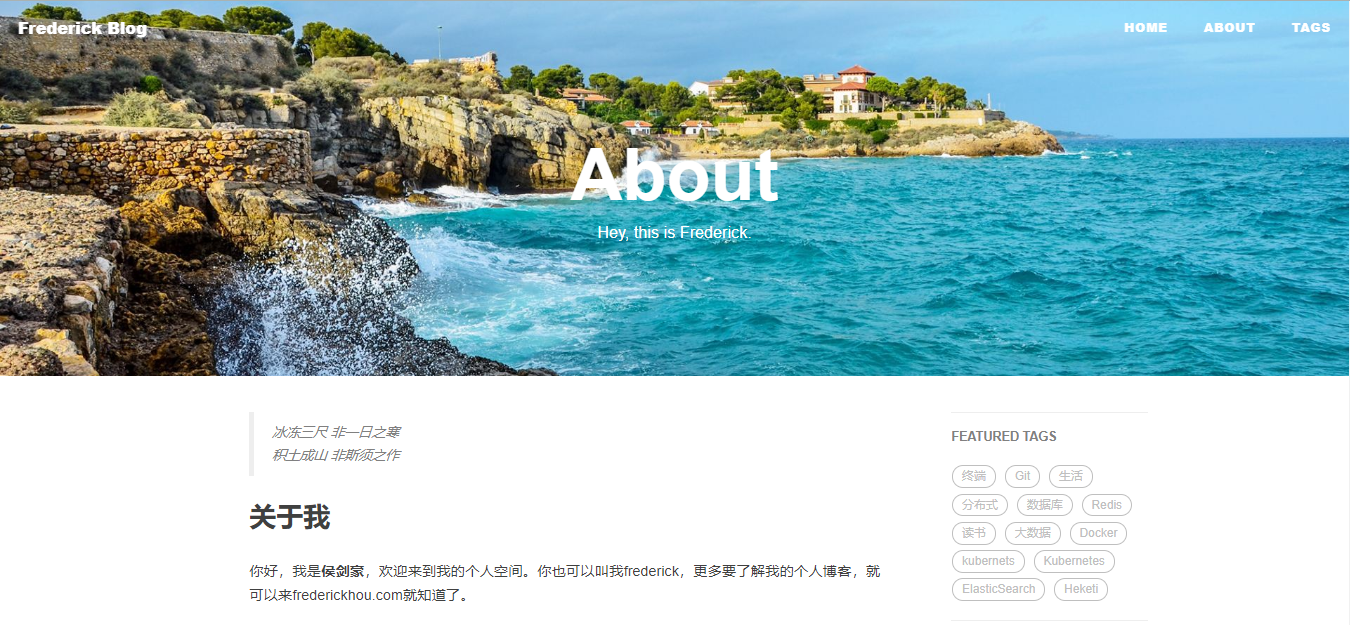 Frederick Blog
HOME ABOUT TAGS
About
Hey, this is Frederick.
冰冻三尺 非一日之寒
积土成山 非斯须之作
关于我
你好，我是侯剑家，欢迎来到我的个人空间。你也可以叫我frederick，更多要了解我的个人博客，就
可以来frederickhou.com就知道了。
FEATURED TAGS
终端 Git 生活
分布式 数据库 Redis
读书 大数据 Docker
kubernets Kubernetes
ElasticSearch Heketi